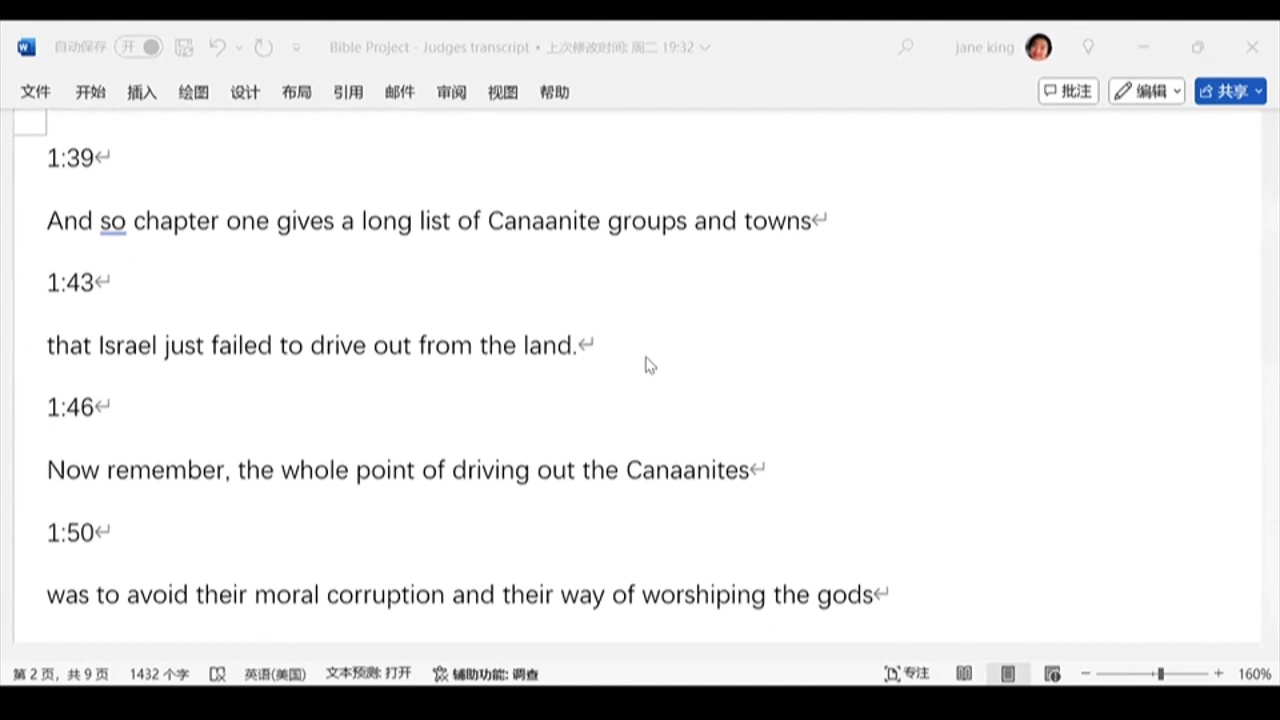 自动保存 开 Bible Project - Judges transcript • 上次修改时间: 周二 19:32 jane king
文件 开始 插入 绘图 设计 布局 引用 邮件 审阅 视图 帮助 批注 编辑 共享
1:39
And so chapter one gives a long list of Canaanite groups and towns
1:43
that Israel just failed to drive out from the land.
1:46
Now remember, the whole point of driving out the Canaanites
1:50
was to avoid their moral corruption and their way of worshiping the gods
第 2 页，共 9 页 1432 个字 英语(美国) 文本预测: 打开 辅助功能: 调查 专注 160%